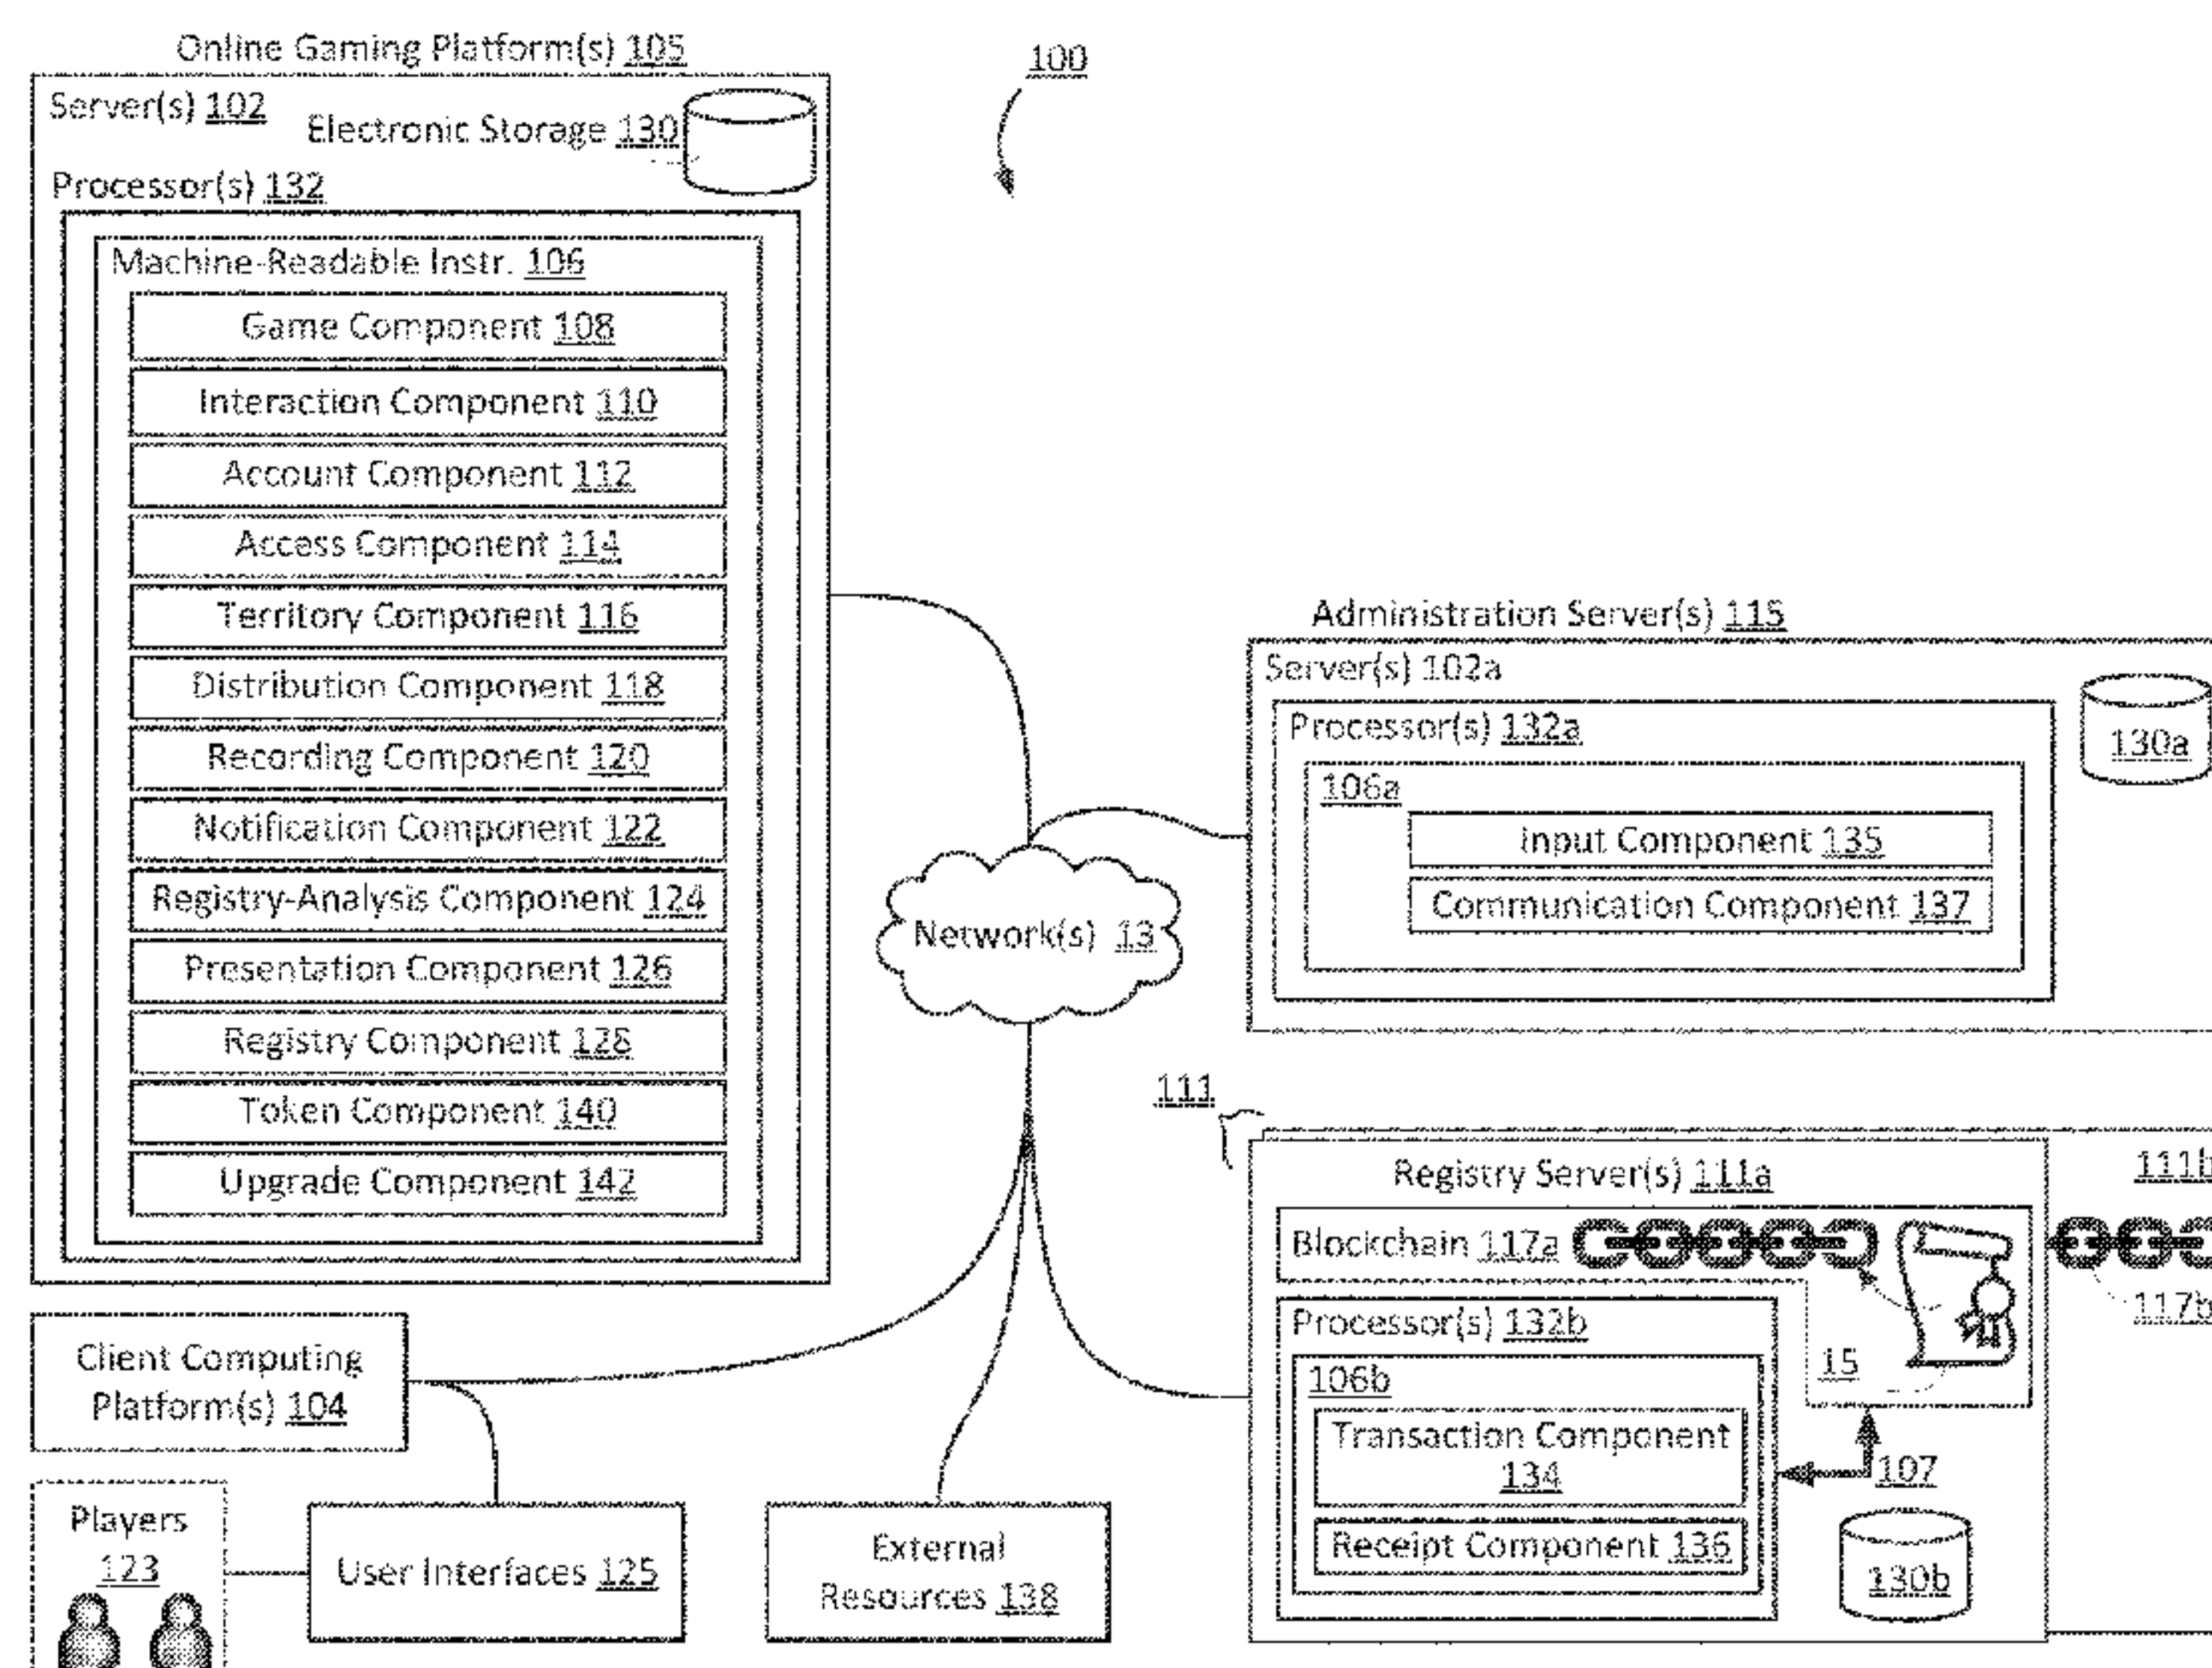 Online Gaming Platform(s) 105
100
Server(s) 102
Electronic Storage 130
Processor(s) 132
Machine-Readable Instr. 106
Game Component 108
Interaction Component 110
Account Component 112
Access Component 114
Territory Component 116
Distribution Component 118
Recording Component 120
Notification Component 122
Registry-Analysis Component 124
Presentation Component 126
Registry Component 128
Token Component 140
Upgrade Component 142
Network(s) 13
Administration Server(s) 115
Server(s) 102a
Processor(s) 132a
130a
106a
Input Component 135
Communication Component 137
111
Registry Server(s) 111a
111b
Blockchain 117a
117b
Processor(s) 132b
15
106b
Transaction Component
134
107
Receipt Component 136
130b
Client Computing
Platform(s) 104
Players
123
User Interfaces 125
External
Resources 138